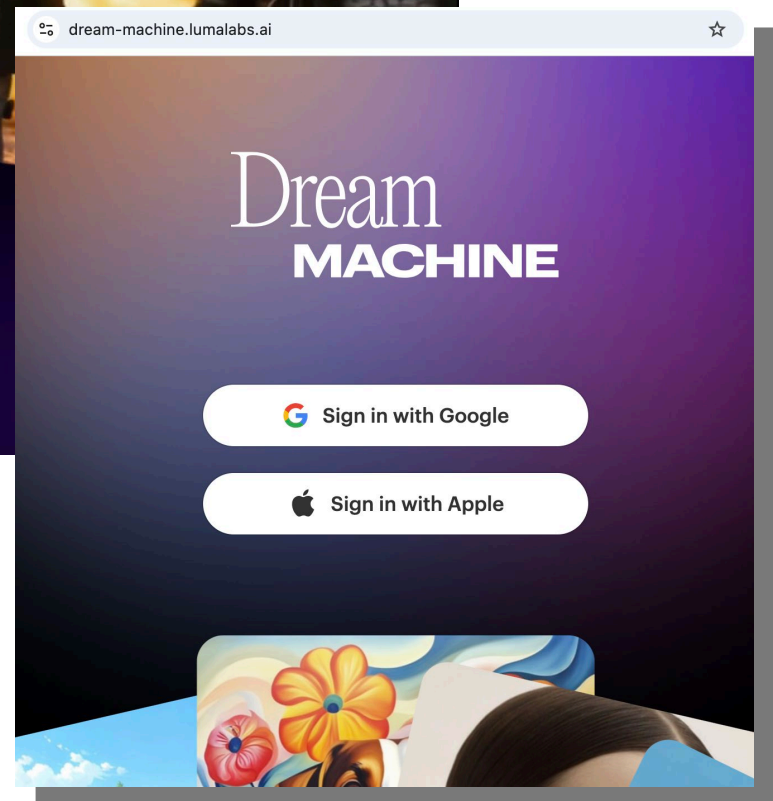 dream-machine.lumalabs.ai
Dream
MACHINE
Sign in with Google
Sign in with Apple